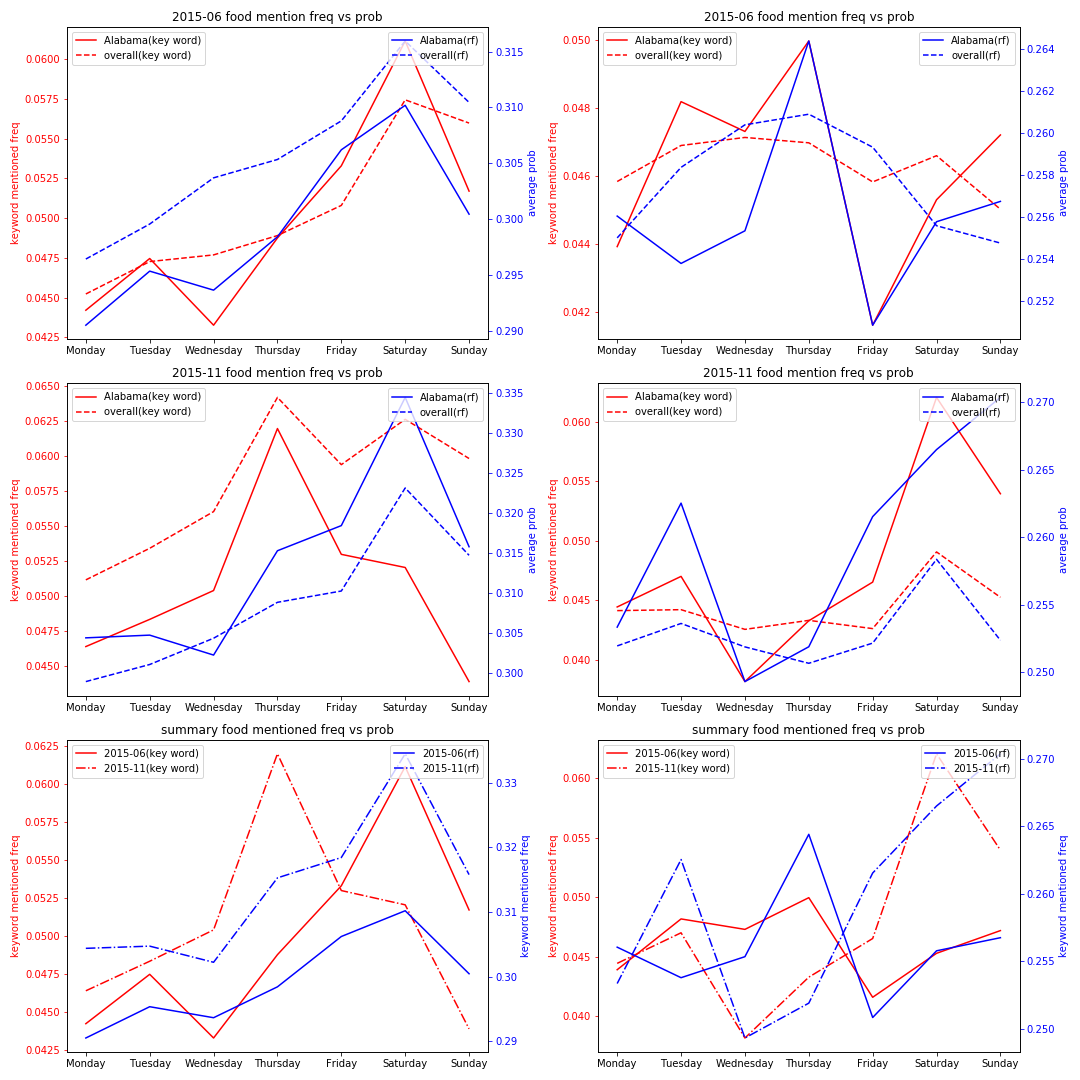 2015-06 food mention freq vs prob
Alabama(key word)
overall(key word)
Alabama(rf)
overall(rf)
0.0600
0.0575
0.0550
0.0525
0.0500
0.0475
0.0450
0.0425
keyword mentioned freq
0.315
0.310
0.305
0.300
0.295
0.290
average prob
Monday Tuesday Wednesday Thursday Friday Saturday Sunday
2015-06 food mention freq vs prob
Alabama(key word)
overall(key word)
Alabama(rf)
overall(rf)
0.050
0.048
0.046
0.044
0.042
keyword mentioned freq
0.264
0.262
0.260
0.258
0.256
0.254
0.252
average prob
Monday Tuesday Wednesday Thursday Friday Saturday Sunday
2015-11 food mention freq vs prob
Alabama(key word)
overall(key word)
Alabama(rf)
overall(rf)
0.0650
0.0625
0.0600
0.0575
0.0550
0.0525
0.0500
0.0475
0.0450
keyword mentioned freq
0.335
0.330
0.325
0.320
0.315
0.310
0.305
0.300
average prob
Monday Tuesday Wednesday Thursday Friday Saturday Sunday
2015-11 food mention freq vs prob
Alabama(key word)
overall(key word)
Alabama(rf)
overall(rf)
0.060
0.055
0.050
0.045
0.040
keyword mentioned freq
0.270
0.265
0.260
0.255
0.250
average prob
Monday Tuesday Wednesday Thursday Friday Saturday Sunday
summary food mentioned freq vs prob
2015-06(key word)
2015-11(key word)
2015-06(rf)
2015-11(rf)
0.0625
0.0600
0.0575
0.0550
0.0525
0.0500
0.0475
0.0450
0.0425
keyword mentioned freq
0.33
0.32
0.31
0.30
0.29
keyword mentioned freq
Monday Tuesday Wednesday Thursday Friday Saturday Sunday
summary food mentioned freq vs prob
2015-06(key word)
2015-11(key word)
2015-06(rf)
2015-11(rf)
0.060
0.055
0.050
0.045
0.040
keyword mentioned freq
0.270
0.265
0.260
0.255
0.250
keyword mentioned freq
Monday Tuesday Wednesday Thursday Friday Saturday Sunday